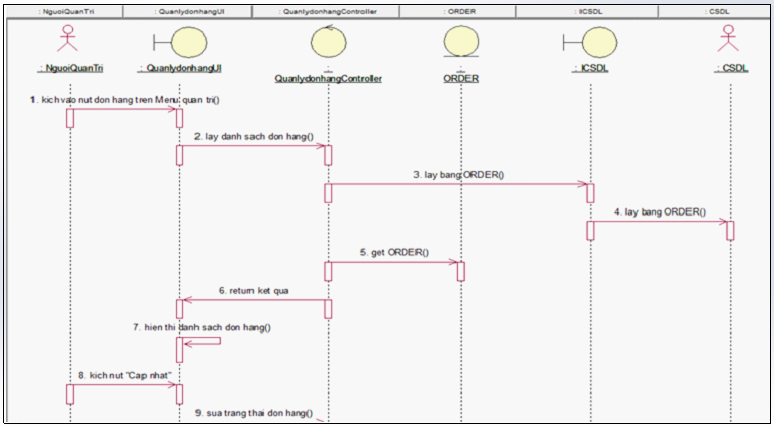 : NguoiQuanTri : QuanlydonhangUI : QuanlydonhangController : ORDER : IICSDL : CSDL
: NguoiQuanTri : QuanlydonhangUI : QuanlydonhangController : ORDER : ICSDL : CSDL
1. kich vao nut don hang tren Menu quan tri()
2. lay danh sach don hang()
3. lay bang ORDER()
4. lay bang ORDER()
5. get ORDER()
6. return ket qua
7. hien thi danh sach don hang()
8. kich nut "Cap nhat"
9. sua trang thai don hang()